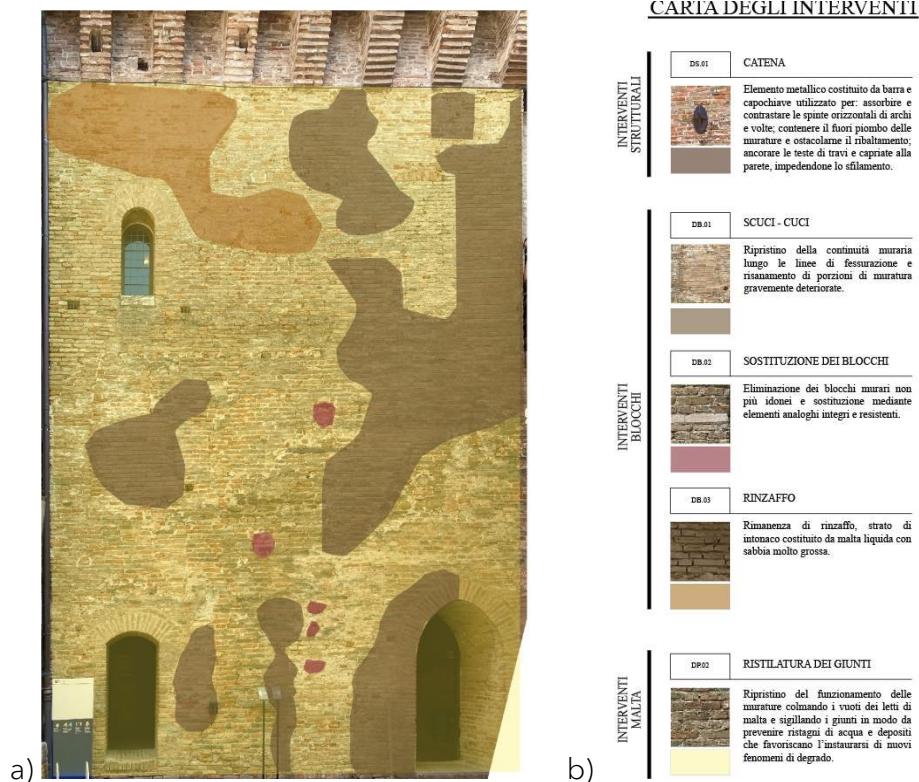 CARTA DEGLI INTERVENTI
INTERVENTI
STRUTTURALI
DS.01
CATENA
Elemento metallico costituito da barra e
capochiave utilizzato per: assorbire e
contrastare le spinte orizzontali di archi
e volte; contenere il fuori piombo delle
murature e ostacolarne il ribaltamento;
ancorare le teste di travi e capriate alla
parete, impedendone lo sfilamento.
INTERVENTI
BLOCCHI
DB.01
SCUCI - CUCI
Ripristino della continuità muraria
lungo le linee di fessurazione e
risanamento di porzioni di muratura
gravemente deteriorate.
DB.02
SOSTITUZIONE DEI BLOCCHI
Eliminazione dei blocchi murari non
più idonei e sostituzione mediante
elementi analoghi integri e resistenti.
DB.03
RINZAFFO
Rimanenza di rinzaffo, strato di
intonaco costituito da malta liquida con
sabbia molto grossa.
INTERVENTI
MALTA
DP.02
RISTILATURA DEI GIUNTI
Ripristino del funzionamento delle
murature colmando i vuoti dei letti di
malta e sigillando i giunti in modo da
prevenire ristagni di acqua e depositi
che favoriscano l'instaurarsi di nuovi
fenomeni di degrado.
a)
b)